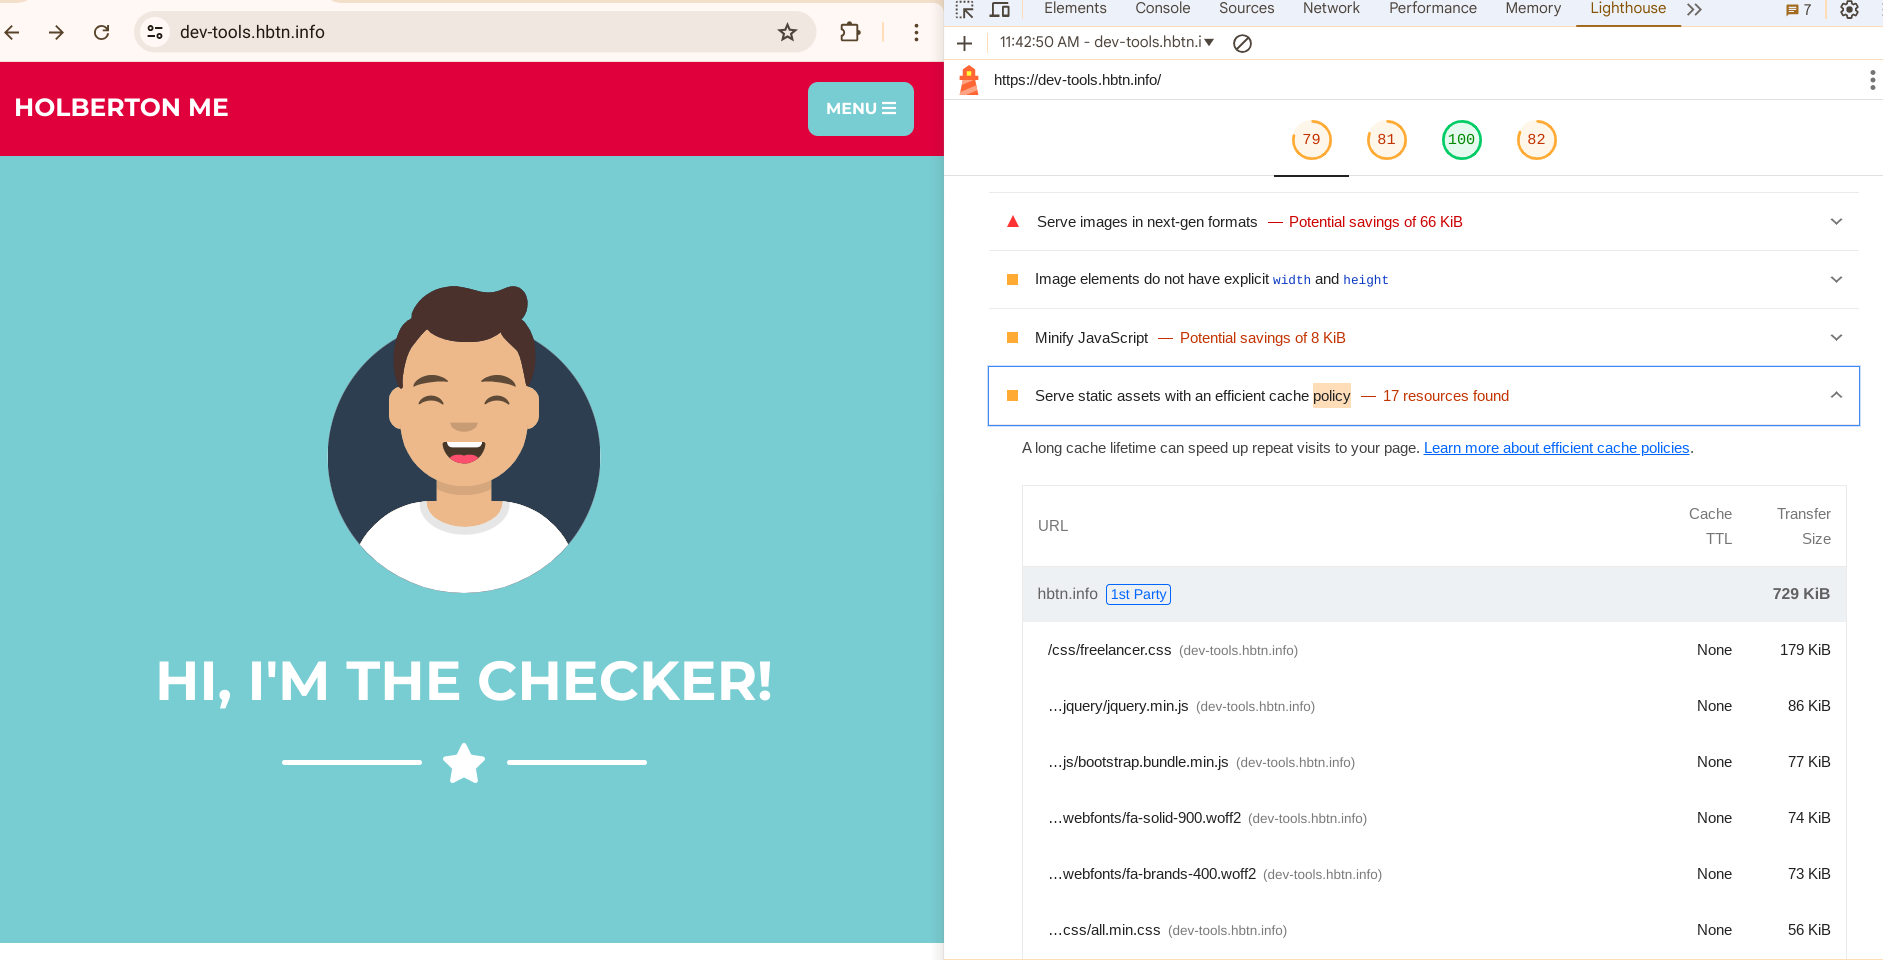 dev-tools.hbtn.info
HOLBERTON ME
MENU
HI, I'M THE CHECKER!
Elements Console Sources Network Performance Memory Lighthouse 7
11:42:50 AM - dev-tools.hbtn.i
https://dev-tools.hbtn.info/
79 81 100 82
Serve images in next-gen formats — Potential savings of 66 KiB
Image elements do not have explicit width and height
Minify JavaScript — Potential savings of 8 KiB
Serve static assets with an efficient cache policy — 17 resources found
A long cache lifetime can speed up repeat visits to your page. Learn more about efficient cache policies.
URL Cache TTL Transfer Size
hbtn.info 1st Party 729 KiB
/css/freelancer.css (dev-tools.hbtn.info) None 179 KiB
…jquery/jquery.min.js (dev-tools.hbtn.info) None 86 KiB
…js/bootstrap.bundle.min.js (dev-tools.hbtn.info) None 77 KiB
…webfonts/fa-solid-900.woff2 (dev-tools.hbtn.info) None 74 KiB
…webfonts/fa-brands-400.woff2 (dev-tools.hbtn.info) None 73 KiB
…css/all.min.css (dev-tools.hbtn.info) None 56 KiB